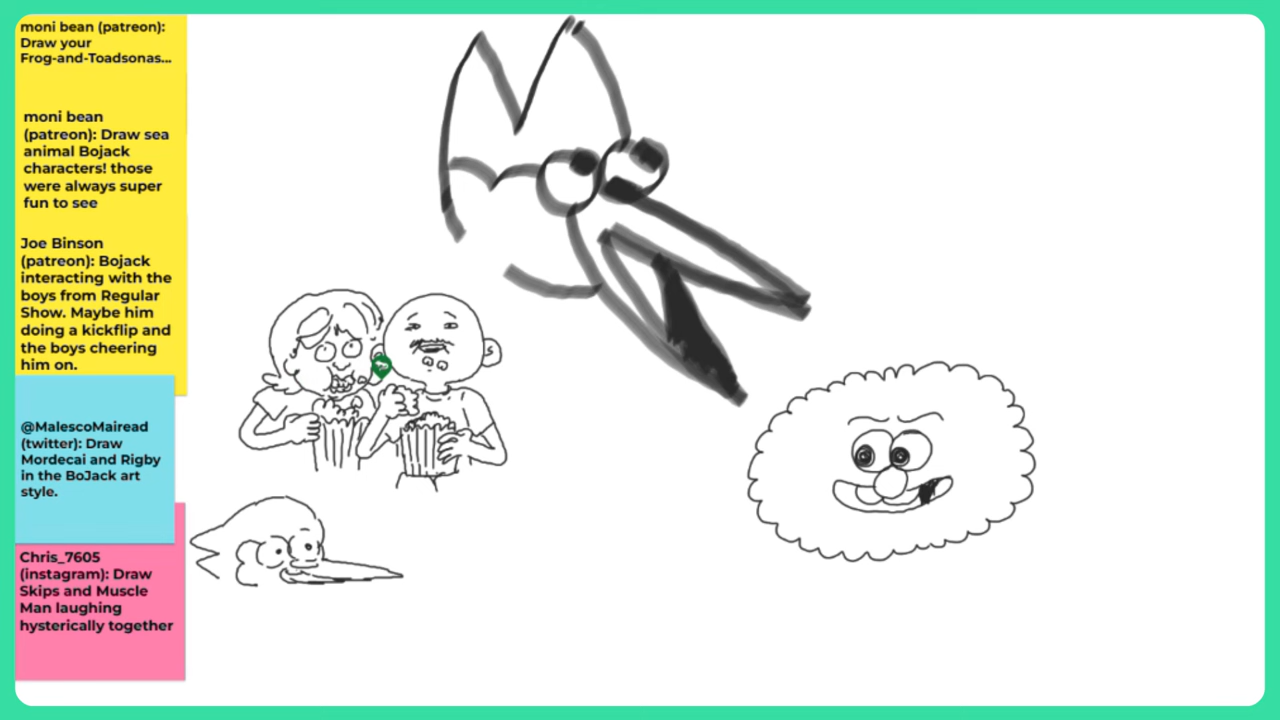 moni bean (patreon):
Draw your
Frog-and-Toadsonas...
moni bean
(patreon): Draw sea
animal Bojack
characters! those
were always super
fun to see
Joe Binson
(patreon): Bojack
interacting with the
boys from Regular
Show. Maybe him
doing a kickflip and
the boys cheering
him on.
@MalescoMairead
(twitter): Draw
Mordecai and Rigby
in the BoJack art
style.
Chris_7605
(instagram): Draw
Skips and Muscle
Man laughing
hysterically together